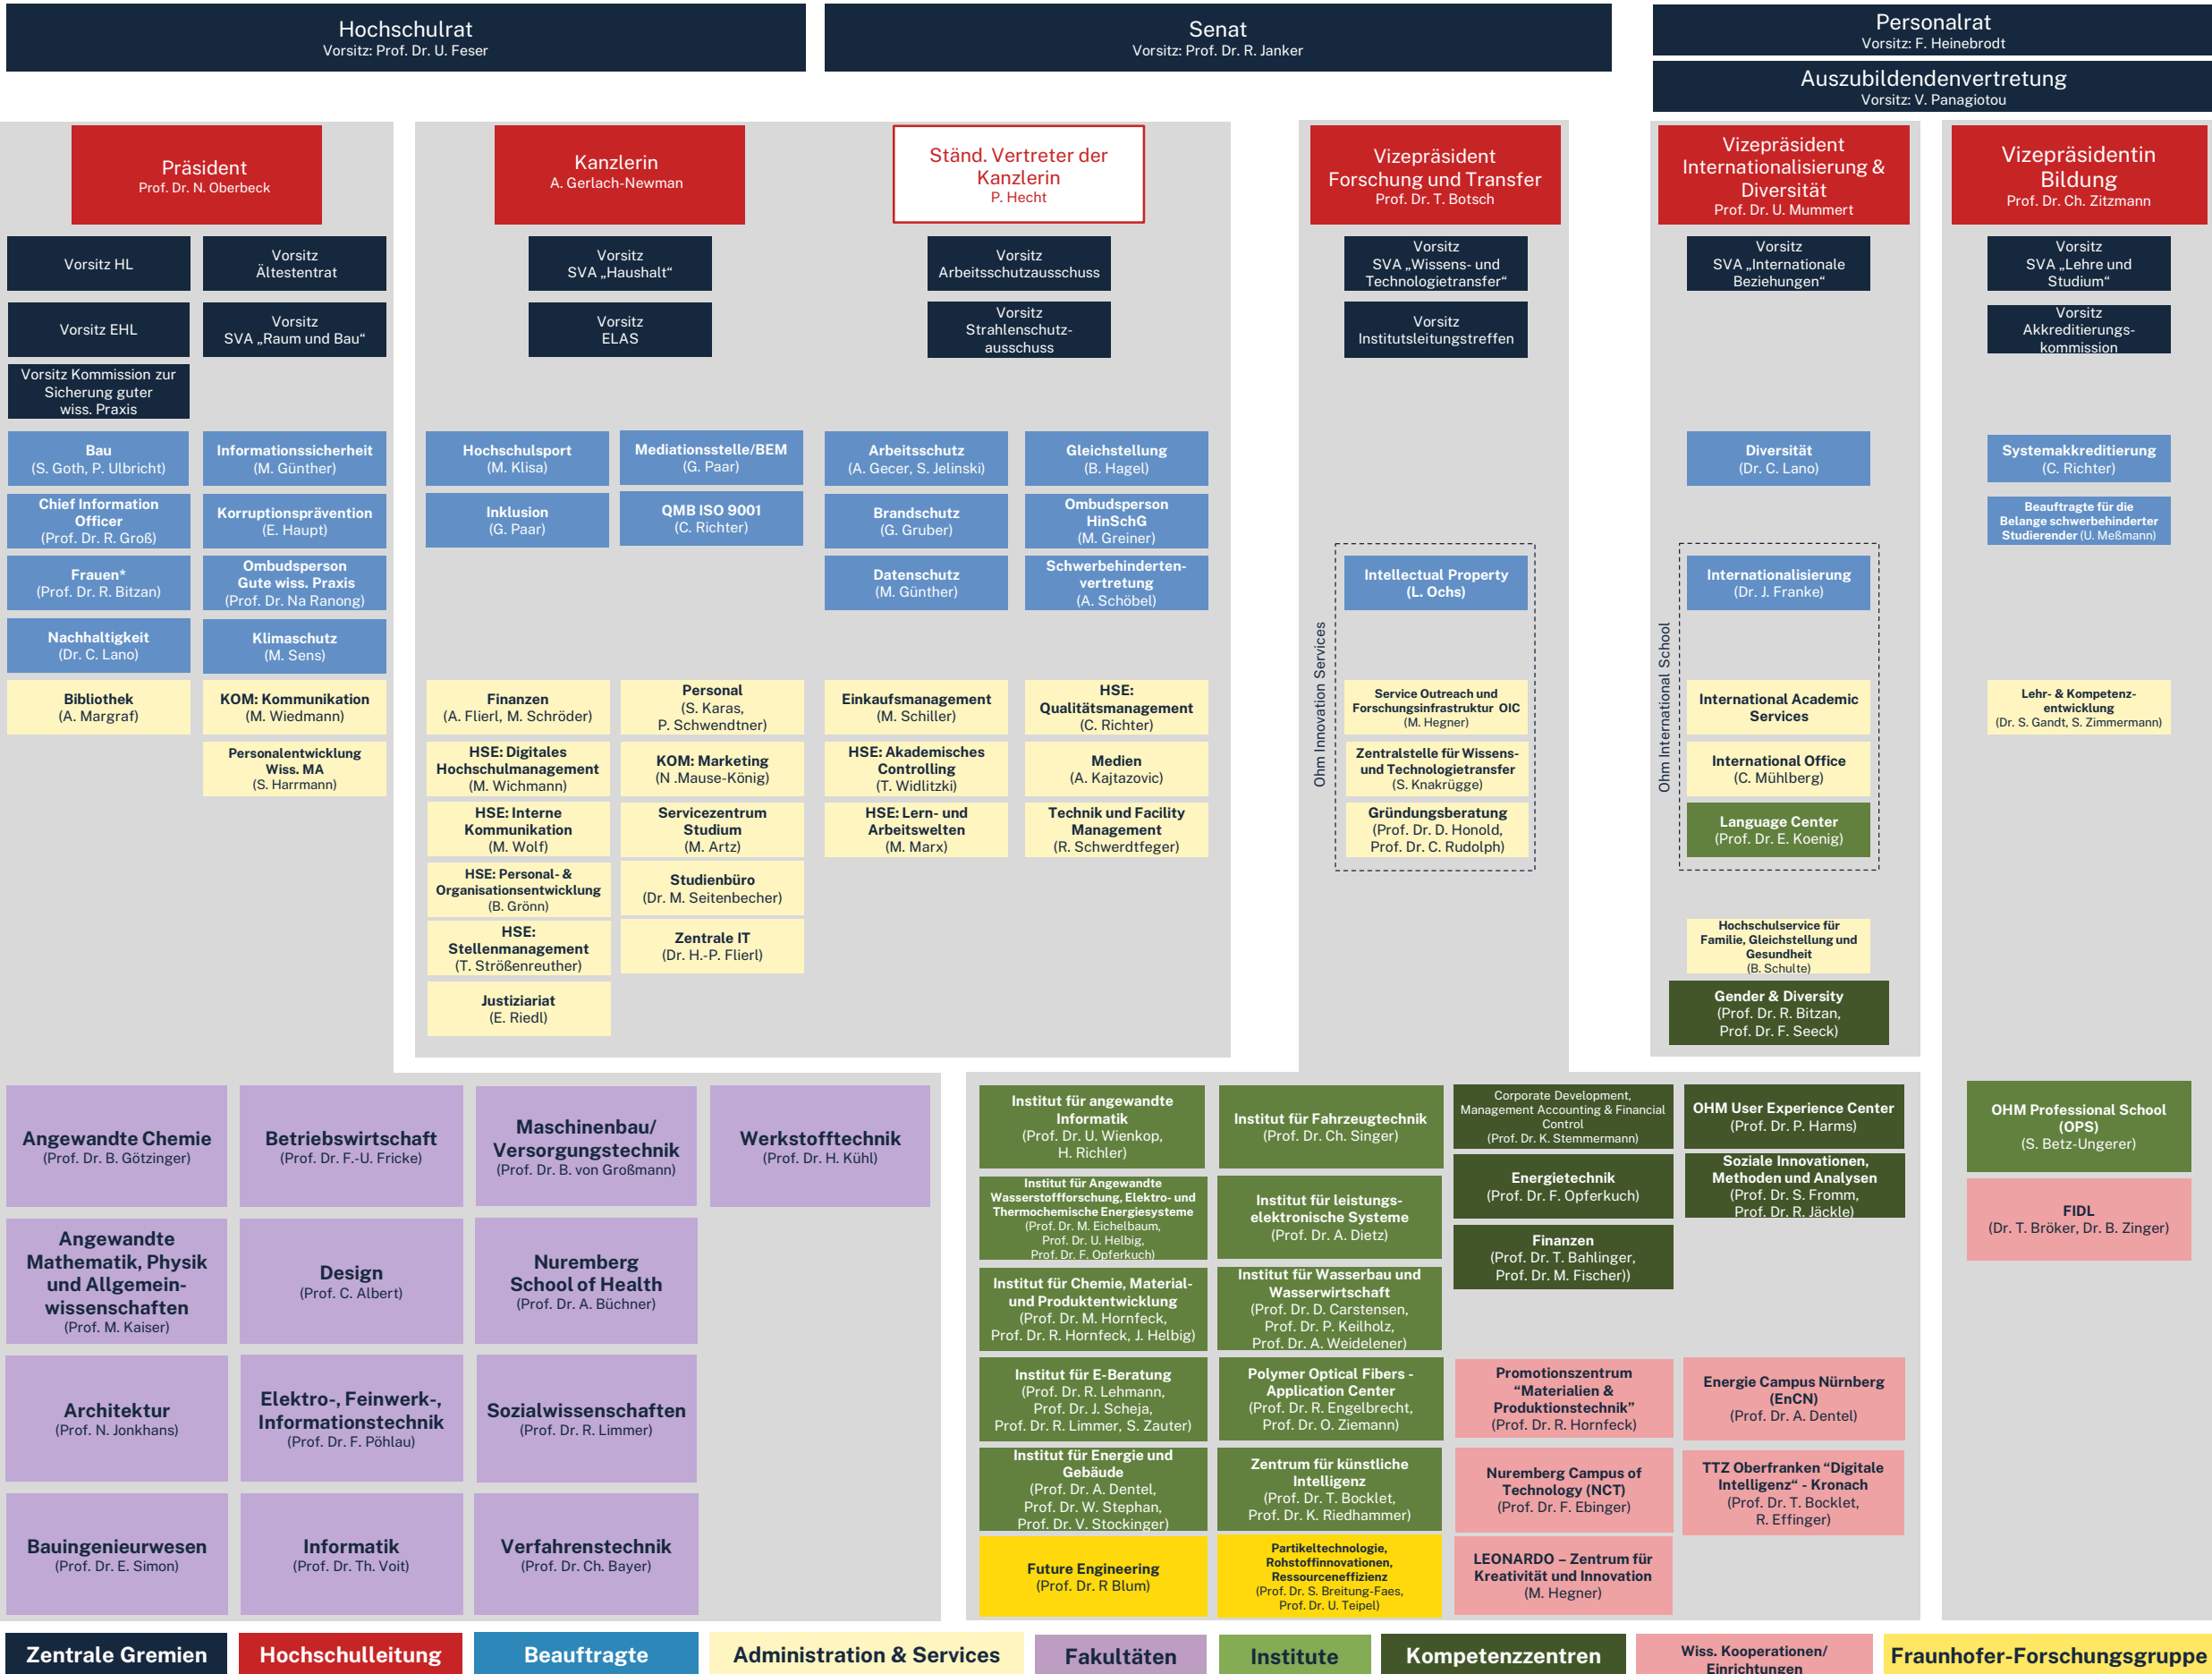 Hochschulrat
Vorsitz: Prof. Dr. U. Feser
Senat
Vorsitz: Prof. Dr. R. Janker
Personalrat
Vorsitz: F. Heinebrodt
Auszubildendenvertretung
Vorsitz: V. Panagiotou
Präsident
Prof. Dr. N. Oberbeck
Vorsitz HL
Vorsitz
Ältestentrat
Vorsitz EHL
Vorsitz
SVA „Raum und Bau“
Vorsitz Kommission zur
Sicherung guter
wiss. Praxis
Bau
(S. Goth, P. Ulbricht)
Informationssicherheit
(M. Günther)
Chief Information
Officer
(Prof. Dr. R. Groß)
Korruptionsprävention
(E. Haupt)
Frauen*
(Prof. Dr. R. Bitzan)
Ombudsperson
Gute wiss. Praxis
(Prof. Dr. Na Ranong)
Nachhaltigkeit
(Dr. C. Lano)
Klimaschutz
(M. Sens)
Bibliothek
(A. Margraf)
KOM: Kommunikation
(M. Wiedmann)
Personalentwicklung
Wiss. MA
(S. Harrmann)
Kanzlerin
A. Gerlach-Newman
Ständ. Vertreter der
Kanzlerin
P. Hecht
Vorsitz
SVA „Haushalt“
Vorsitz
ELAS
Vorsitz
Arbeitsschutzausschuss
Vorsitz
Strahlenschutz-
ausschuss
Hochschulsport
(M. Klisa)
Mediationsstelle/BEM
(G. Paar)
Arbeitsschutz
(A. Gecer, S. Jelinski)
Gleichstellung
(B. Hagel)
Inklusion
(G. Paar)
QMB ISO 9001
(C. Richter)
Brandschutz
(G. Gruber)
Ombudsperson
HinSchG
(M. Greiner)
Datenschutz
(M. Günther)
Schwerbehinderten-
vertretung
(A. Schöbel)
Finanzen
(A. Flierl, M. Schröder)
Personal
(S. Karas,
P. Schwendtner)
Einkaufsmanagement
(M. Schiller)
HSE:
Qualitätsmanagement
(C. Richter)
HSE: Digitales
Hochschulmanagement
(M. Wichmann)
KOM: Marketing
(N .Mause-König)
HSE: Akademisches
Controlling
(T. Widlitzki)
Medien
(A. Kajtazovic)
HSE: Interne
Kommunikation
(M. Wolf)
Servicezentrum
Studium
(M. Artz)
HSE: Lern- und
Arbeitswelten
(M. Marx)
Technik und Facility
Management
(R. Schwerdtfeger)
HSE: Personal- &
Organisationsentwicklung
(B. Grönn)
Studienbüro
(Dr. M. Seitenbecher)
HSE:
Stellenmanagement
(T. Strößenreuther)
Zentrale IT
(Dr. H.-P. Flierl)
Justiziariat
(E. Riedl)
Vizepräsident
Forschung und Transfer
Prof. Dr. T. Botsch
Vorsitz
SVA „Wissens- und
Technologietransfer“
Vorsitz
Institutsleitungstreffen
Ohm Innovation Services
Intellectual Property
(L. Ochs)
Service Outreach und
Forschungsinfrastruktur OIC
(M. Hegner)
Zentralstelle für Wissens-
und Technologietransfer
(S. Knakrügge)
Gründungsberatung
(Prof. Dr. D. Honold,
Prof. Dr. C. Rudolph)
Vizepräsident
Internationalisierung &
Diversität
Prof. Dr. U. Mummert
Vorsitz
SVA „Internationale
Beziehungen“
Diversität
(Dr. C. Lano)
Ohm International School
Internationalisierung
(Dr. J. Franke)
International Academic
Services
International Office
(C. Mühlberg)
Language Center
(Prof. Dr. E. Koenig)
Hochschulservice für
Familie, Gleichstellung und
Gesundheit
(B. Schulte)
Gender & Diversity
(Prof. Dr. R. Bitzan,
Prof. Dr. F. Seeck)
Vizepräsidentin
Bildung
Prof. Dr. Ch. Zitzmann
Vorsitz
SVA „Lehre und
Studium“
Vorsitz
Akkreditierungs-
kommission
Systemakkreditierung
(C. Richter)
Beauftragte für die
Belange schwerbehinderter
Studierender (U. Meßmann)
Lehr- & Kompetenz-
entwicklung
(Dr. S. Gandt, S. Zimmermann)
OHM Professional School
(OPS)
(S. Betz-Ungerer)
FIDL
(Dr. T. Bröker, Dr. B. Zinger)
Angewandte Chemie
(Prof. Dr. B. Götzinger)
Betriebswirtschaft
(Prof. Dr. F.-U. Fricke)
Maschinenbau/
Versorgungstechnik
(Prof. Dr. B. von Großmann)
Werkstofftechnik
(Prof. Dr. H. Kühl)
Angewandte
Mathematik, Physik
und Allgemein-
wissenschaften
(Prof. M. Kaiser)
Design
(Prof. C. Albert)
Nuremberg
School of Health
(Prof. Dr. A. Büchner)
Architektur
(Prof. N. Jonkhans)
Elektro-, Feinwerk-,
Informationstechnik
(Prof. Dr. F. Pöhlau)
Sozialwissenschaften
(Prof. Dr. R. Limmer)
Bauingenieurwesen
(Prof. Dr. E. Simon)
Informatik
(Prof. Dr. Th. Voit)
Verfahrenstechnik
(Prof. Dr. Ch. Bayer)
Institut für angewandte
Informatik
(Prof. Dr. U. Wienkop,
H. Richler)
Institut für Fahrzeugtechnik
(Prof. Dr. Ch. Singer)
Corporate Development,
Management Accounting & Financial
Control
(Prof. Dr. K. Stemmermann)
OHM User Experience Center
(Prof. Dr. P. Harms)
Institut für Angewandte
Wasserstoffforschung, Elektro- und
Thermochemische Energiesysteme
(Prof. Dr. M. Eichelbaum,
Prof. Dr. U. Helbig,
Prof. Dr. F. Opferkuch)
Institut für leistungs-
elektronische Systeme
(Prof. Dr. A. Dietz)
Energietechnik
(Prof. Dr. F. Opferkuch)
Soziale Innovationen,
Methoden und Analysen
(Prof. Dr. S. Fromm,
Prof. Dr. R. Jäckle)
Finanzen
(Prof. Dr. T. Bahlinger,
Prof. Dr. M. Fischer))
Institut für Chemie, Material-
und Produktentwicklung
(Prof. Dr. M. Hornfeck,
Prof. Dr. R. Hornfeck, J. Helbig)
Institut für Wasserbau und
Wasserwirtschaft
(Prof. Dr. D. Carstensen,
Prof. Dr. P. Keilholz,
Prof. Dr. A. Weidelener)
Institut für E-Beratung
(Prof. Dr. R. Lehmann,
Prof. Dr. J. Scheja,
Prof. Dr. R. Limmer, S. Zauter)
Polymer Optical Fibers -
Application Center
(Prof. Dr. R. Engelbrecht,
Prof. Dr. O. Ziemann)
Promotionszentrum
“Materialien &
Produktionstechnik”
(Prof. Dr. R. Hornfeck)
Energie Campus Nürnberg
(EnCN)
(Prof. Dr. A. Dentel)
Institut für Energie und
Gebäude
(Prof. Dr. A. Dentel,
Prof. Dr. W. Stephan,
Prof. Dr. V. Stockinger)
Zentrum für künstliche
Intelligenz
(Prof. Dr. T. Bocklet,
Prof. Dr. K. Riedhammer)
Nuremberg Campus of
Technology (NCT)
(Prof. Dr. F. Ebinger)
TTZ Oberfranken “Digitale
Intelligenz“ - Kronach
(Prof. Dr. T. Bocklet,
R. Effinger)
Future Engineering
(Prof. Dr. R Blum)
Partikeltechnologie,
Rohstoffinnovationen,
Ressourceneffizienz
(Prof. Dr. S. Breitung-Faes,
Prof. Dr. U. Teipel)
LEONARDO – Zentrum für
Kreativität und Innovation
(M. Hegner)
Zentrale Gremien
Hochschulleitung
Beauftragte
Administration & Services
Fakultäten
Institute
Kompetenzzentren
Wiss. Kooperationen/
Einrichtungen
Fraunhofer-Forschungsgruppe